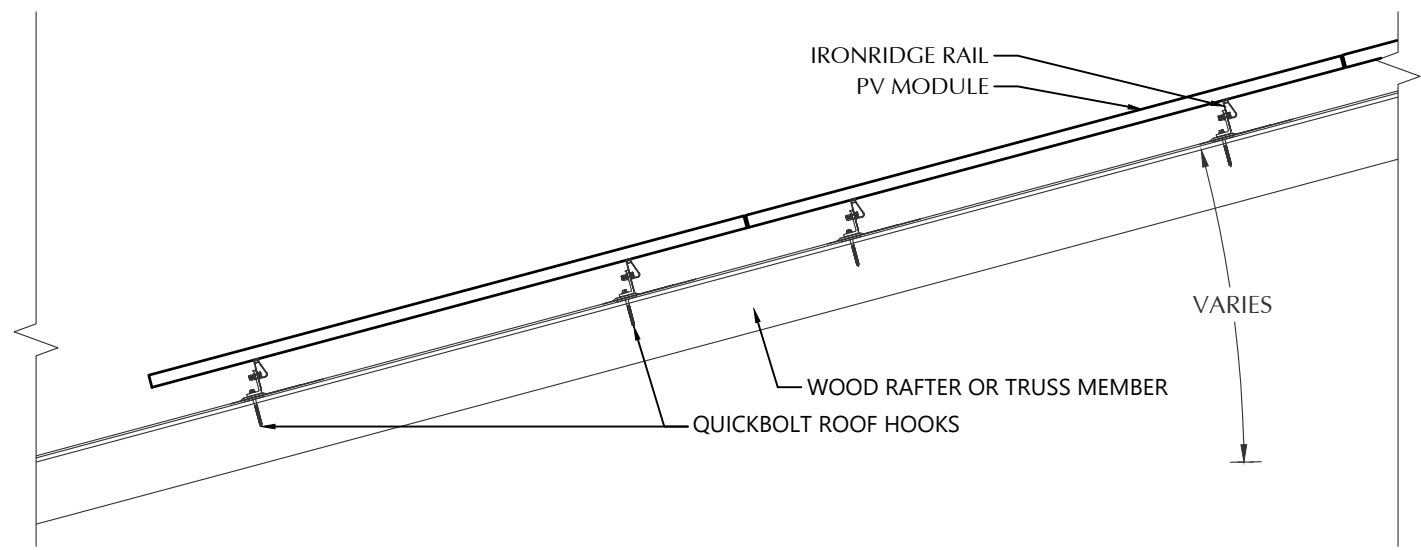 IRONRIDGE RAIL
PV MODULE
VARIES
WOOD RAFTER OR TRUSS MEMBER
QUICKBOLT ROOF HOOKS